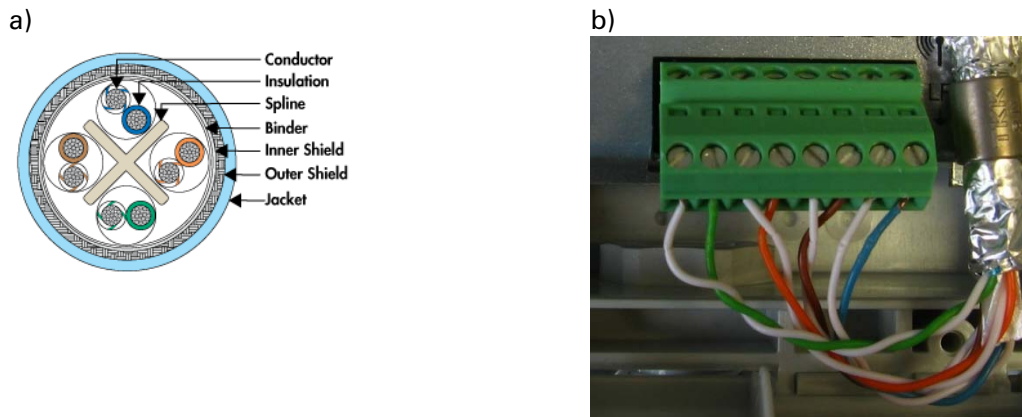 a)
Conductor
Insulation
Spline
Binder
Inner Shield
Outer Shield
Jacket
b)